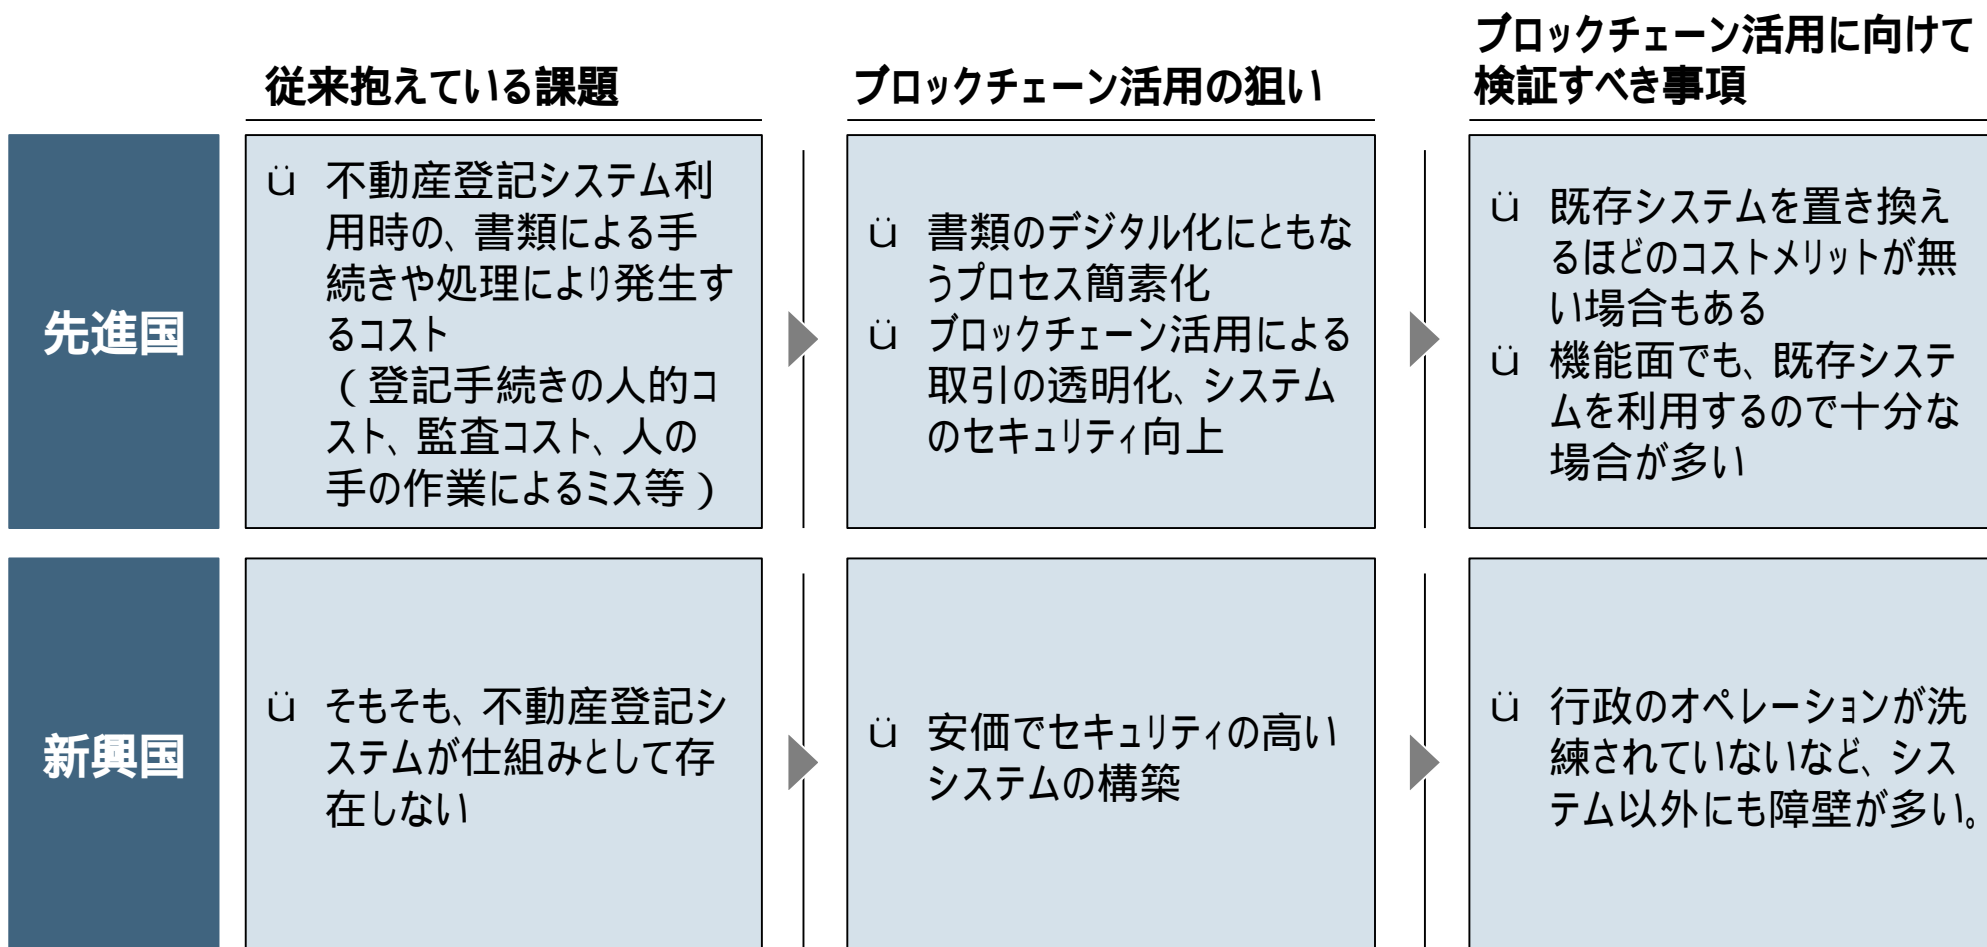 従来抱えている課題
ブロックチェーン活用の狙い
ブロックチェーン活用に向けて
検証すべき事項
先進国
ü 不動産登記システム利
用時の、書類による手
続きや処理により発生す
るコスト
（登記手続きの人的コ
スト、監査コスト、人の
手の作業によるミス等）
ü 書類のデジタル化にともな
うプロセス簡素化
ü ブロックチェーン活用による
取引の透明化、システム
のセキュリティ向上
ü 既存システムを置き換え
るほどのコストメリットが無
い場合もある
ü 機能面でも、既存システ
ムを利用するので十分な
場合が多い
新興国
ü そもそも、不動産登記シ
ステムが仕組みとして存
在しない
ü 安価でセキュリティの高い
システムの構築
ü 行政のオペレーションが洗
練されていないなど、シス
テム以外にも障壁が多い。